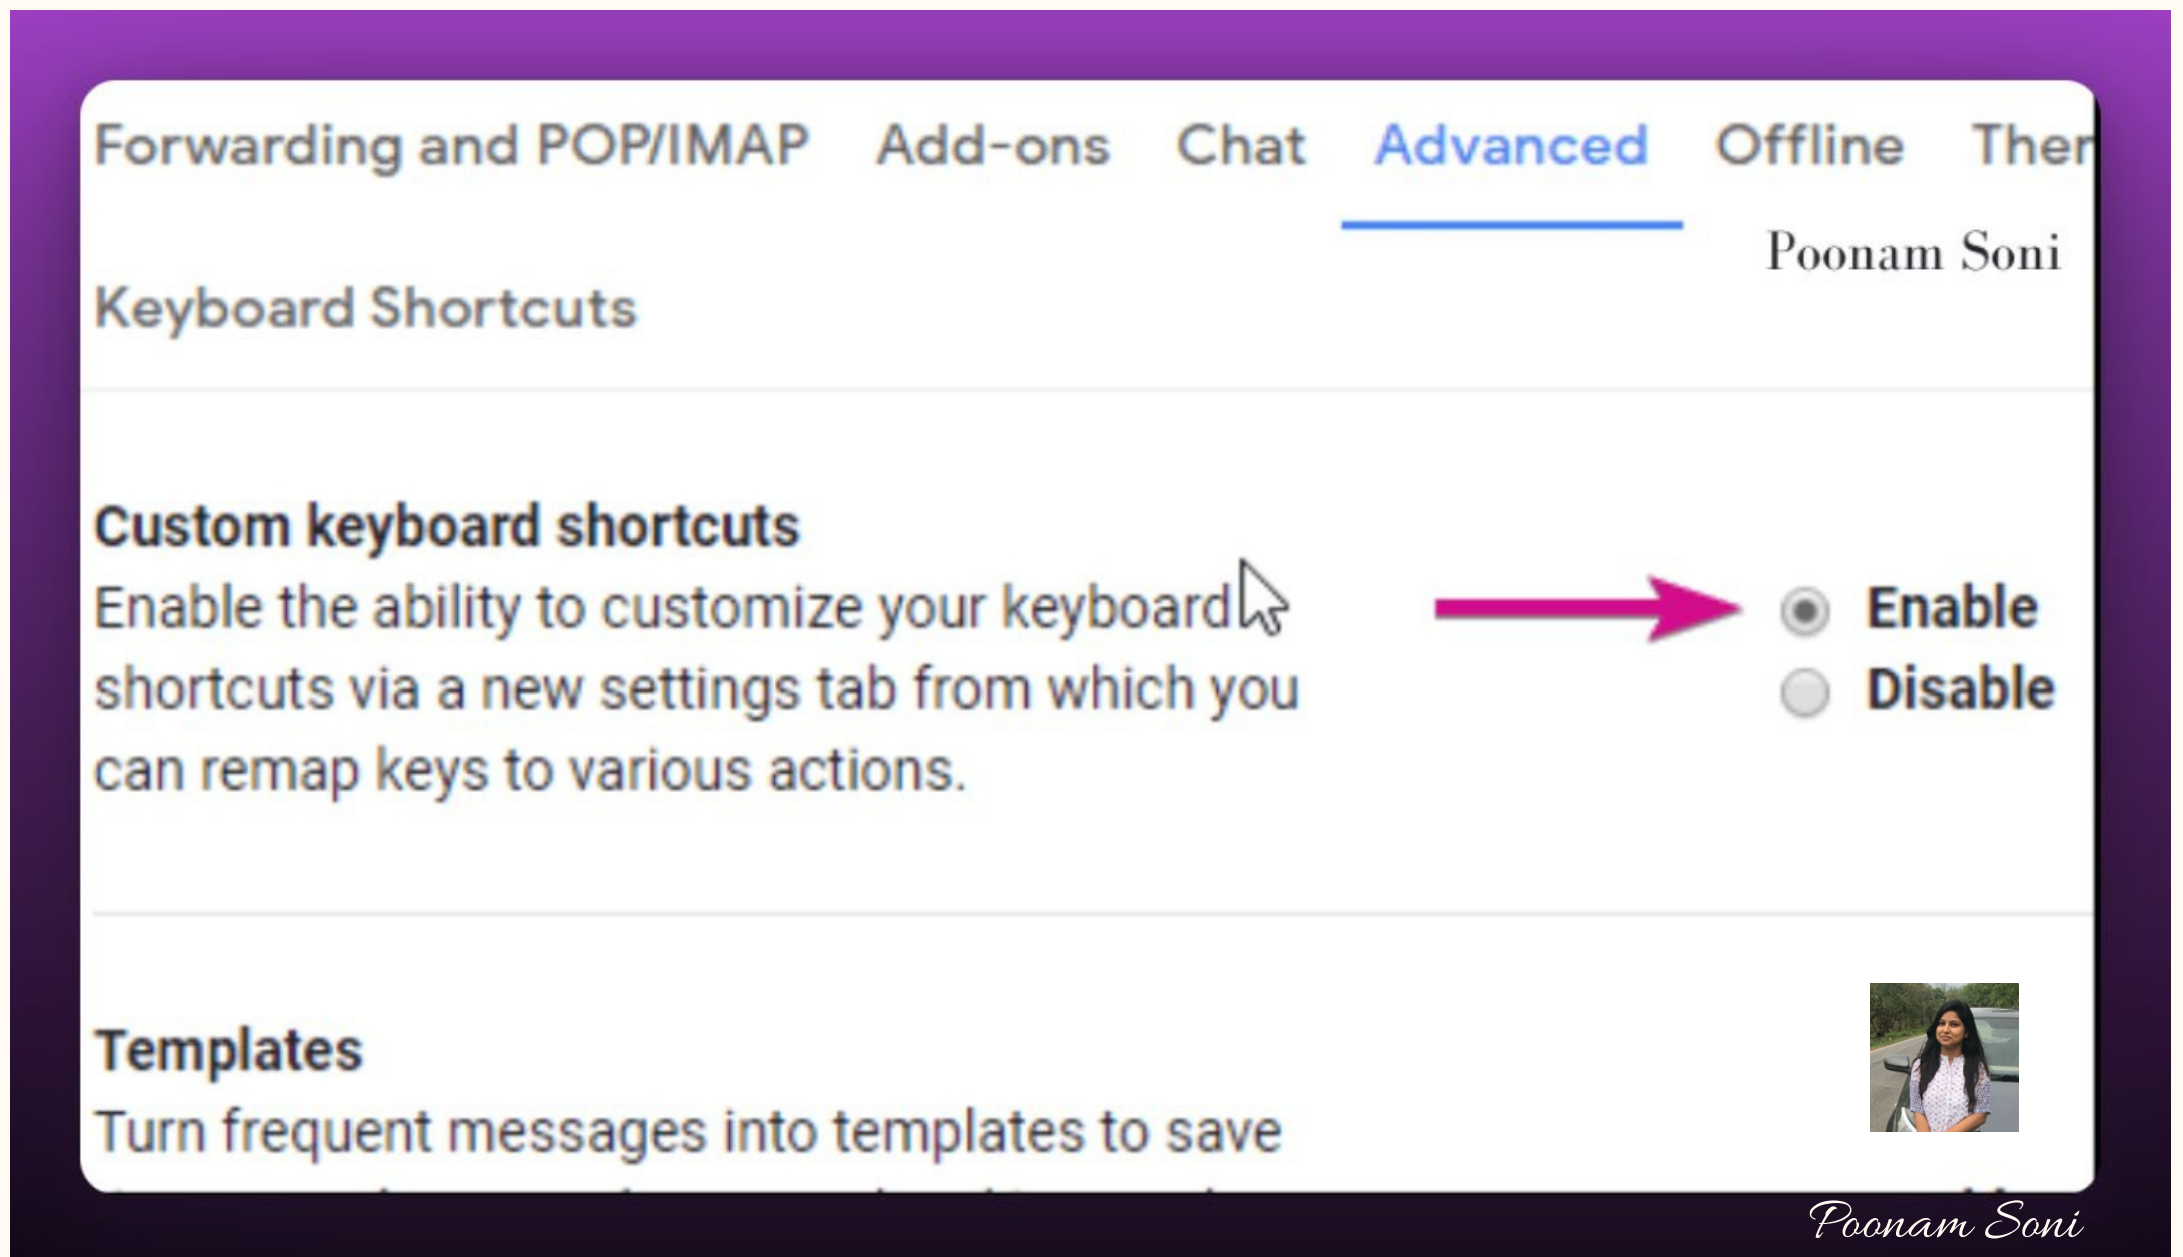 Forwarding and POP/IMAP Add-ons Chat Advanced Offline Ther
Poonam Soni
Keyboard Shortcuts
Custom keyboard shortcuts
Enable the ability to customize your keyboard
shortcuts via a new settings tab from which you
can remap keys to various actions.
Enable
Disable
Templates
Turn frequent messages into templates to save
Poonam Soni